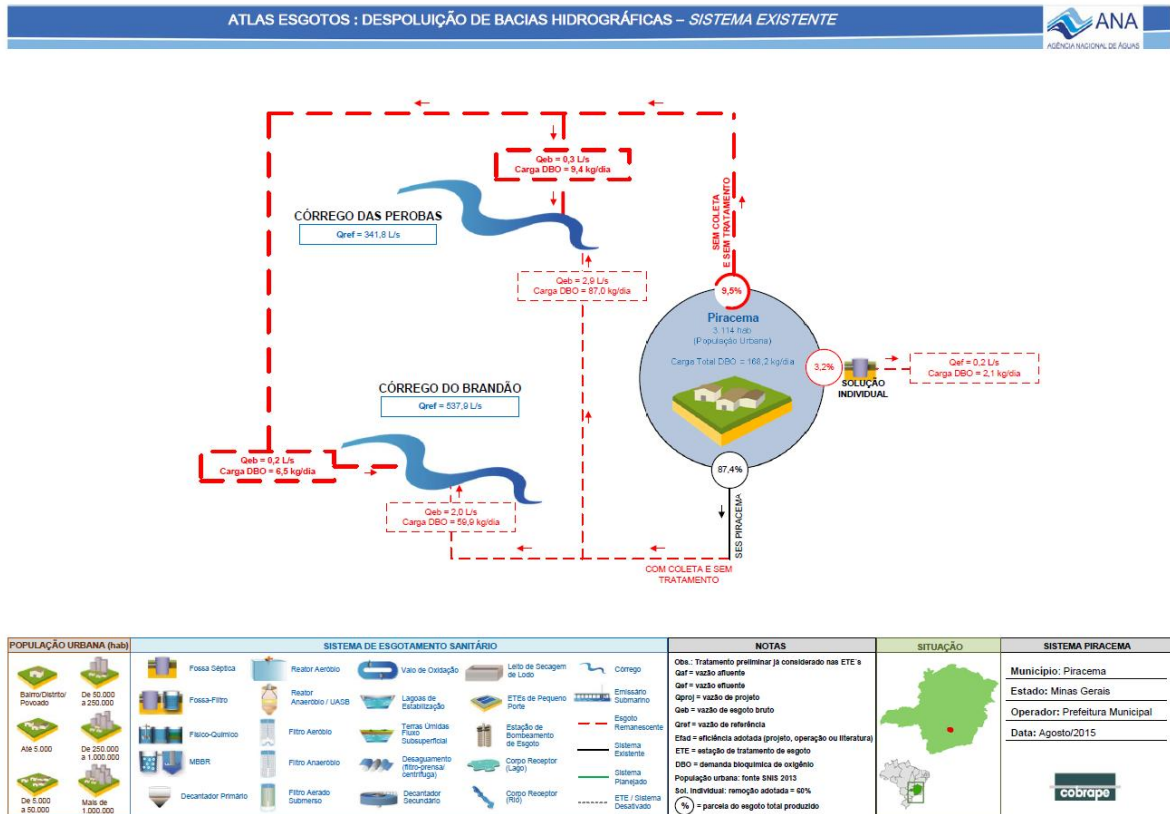 ATLAS ESGOTOS : DESPOLUIÇÃO DE BACIAS HIDROGRÁFICAS – SISTEMA EXISTENTE
ANA
AGÊNCIA NACIONAL DE ÁGUAS
Qeb = 0,3 L/s
Carga DBO = 9,4 kg/dia
CÓRREGO DAS PEROBAS
Qref = 341,8 L/s
SEM COLETA
E SEM TRATAMENTO
Qeb = 2,9 L/s
Carga DBO = 87,0 kg/dia
9,5%
Piracema
3.114 hab
(População Urbana)
Carga Total DBO = 168,2 kg/dia
3,2%
SOLUÇÃO
INDIVIDUAL
Qef = 0,2 L/s
Carga DBO = 2,1 kg/dia
CÓRREGO DO BRANDÃO
Qref = 537,9 L/s
Qeb = 0,2 L/s
Carga DBO = 6,5 kg/dia
87,4%
Qeb = 2,0 L/s
Carga DBO = 59,9 kg/dia
SES PIRACEMA
COM COLETA E SEM
TRATAMENTO
POPULAÇÃO URBANA (hab)
Bairro/Distrito/
Povoado
De 50.000
a 250.000
Até 5.000
De 250.000
a 1.000.000
De 5.000
a 50.000
Mais de
1.000.000
SISTEMA DE ESGOTAMENTO SANITÁRIO
Fossa Séptica
Fossa-Filtro
Físico-Químico
MBBR
Decantador Primário
Reator Aeróbio
Reator
Anaeróbio / UASB
Filtro Aeróbio
Filtro Anaeróbio
Filtro Aerado
Submerso
Valo de Oxidação
Lagoas de
Estabilização
Terras Úmidas
Fluxo
Subsuperficial
Desaguamento
(filtro-prensa/
centrífuga)
Decantador
Secundário
Leito de Secagem
de Lodo
ETEs de Pequeno
Porte
Estação de
Bombeamento
de Esgoto
Corpo Receptor
(Lago)
Corpo Receptor
(Rio)
Córrego
Emissário
Submarino
Esgoto
Remanescente
Sistema
Existente
Sistema
Planejado
ETE / Sistema
Desativado
NOTAS
Obs.: Tratamento preliminar já considerado nas ETE´s
Qaf = vazão afluente
Qef = vazão efluente
Qproj = vazão de projeto
Qeb = vazão de esgoto bruto
Qref = vazão de referência
Efad = eficiência adotada (projeto, operação ou literatura)
ETE = estação de tratamento de esgoto
DBO = demanda bioquímica de oxigênio
População urbana: fonte SNIS 2013
Sol. Individual: remoção adotada = 60%
% = parcela do esgoto total produzido
SITUAÇÃO
SISTEMA PIRACEMA
Município: Piracema
Estado: Minas Gerais
Operador: Prefeitura Municipal
Data: Agosto/2015
cobrape